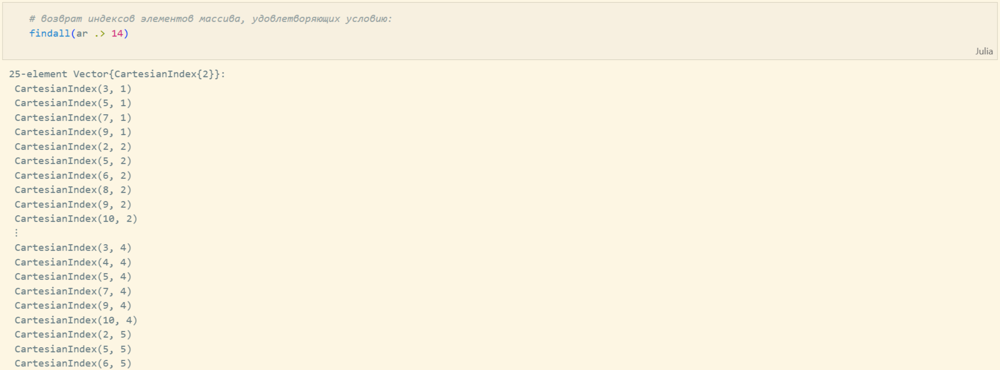 # возврат индексов элементов массива, удовлетворяющих условию:
findall(ar .> 14)
Julia
25-element Vector{CartesianIndex{2}}:
CartesianIndex(3, 1)
CartesianIndex(5, 1)
CartesianIndex(7, 1)
CartesianIndex(9, 1)
CartesianIndex(2, 2)
CartesianIndex(5, 2)
CartesianIndex(6, 2)
CartesianIndex(8, 2)
CartesianIndex(9, 2)
CartesianIndex(10, 2)
⋮
CartesianIndex(3, 4)
CartesianIndex(4, 4)
CartesianIndex(5, 4)
CartesianIndex(7, 4)
CartesianIndex(9, 4)
CartesianIndex(10, 4)
CartesianIndex(2, 5)
CartesianIndex(5, 5)
CartesianIndex(6, 5)